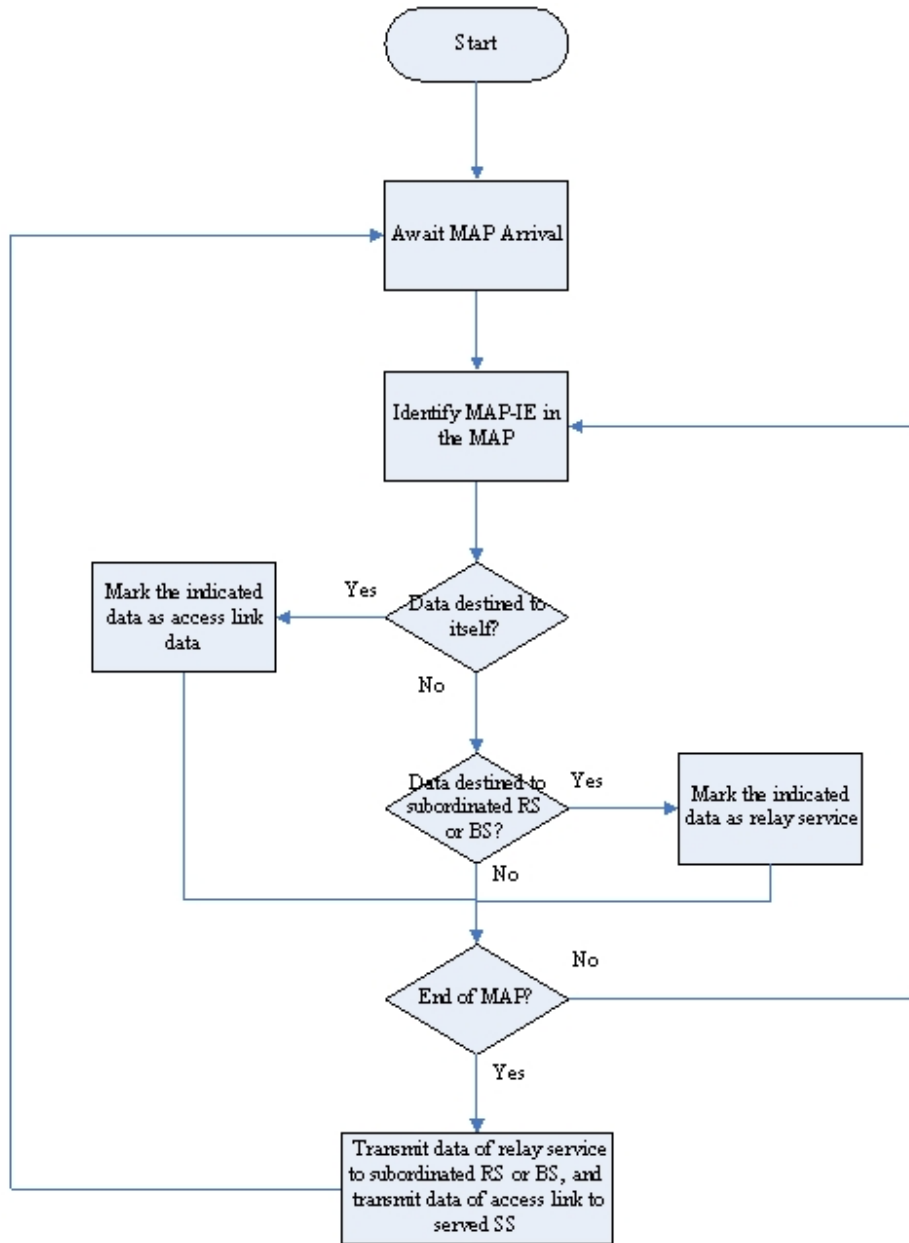 Start
Await MAP Arrival
Identify MAP-IE in
the MAP
Mark the indicated
data as access link
data
Yes
Data destined to
itself?
No
Data destined to
subordinated RS
or BS?
Yes
Mark the indicated
data as relay service
No
End of MAP?
No
Yes
Transmit data of relay service
to subordinated RS or BS, and
transmit data of access link to
served SS